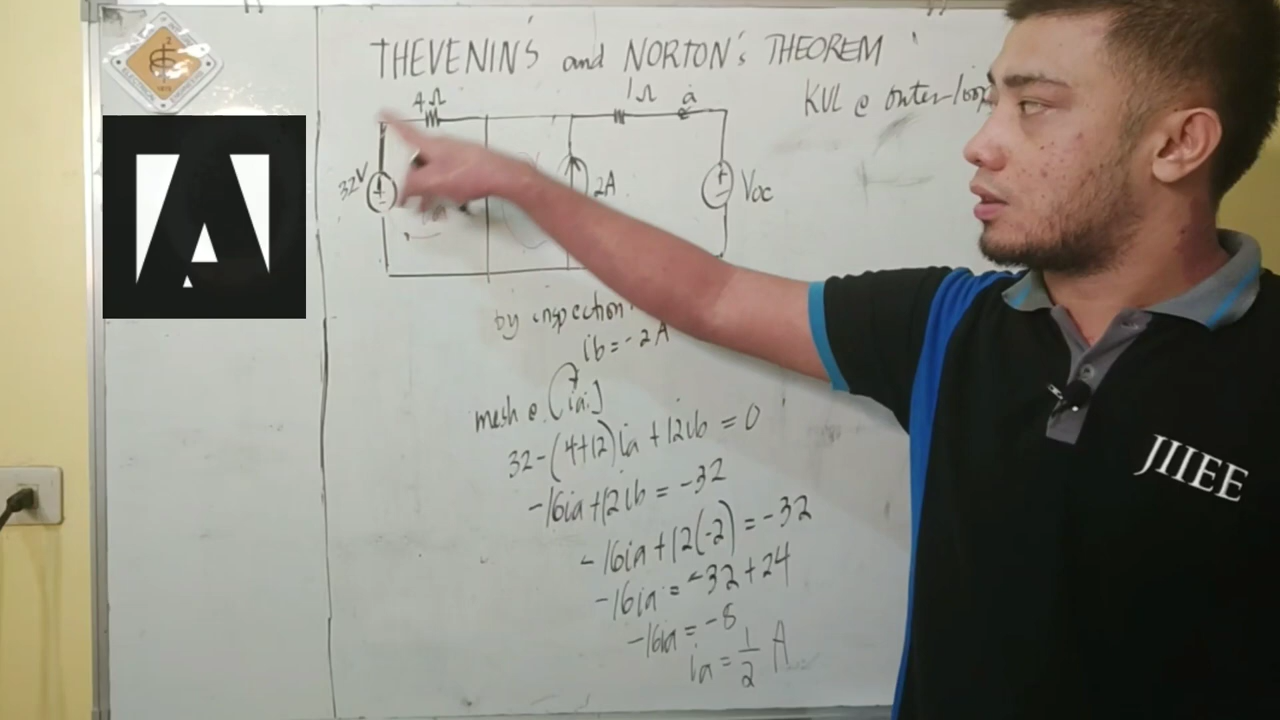 THEVENIN'S and NORTON'S THEOREM
KVL @ outer-loop
4Ω
1Ω
a
32V
2A
Voc
by inspection:
ib = -2A
mesh @ ia:
32-(4+12)ia + 12ib = 0
-16ia + 12ib = -32
-16ia + 12(-2) = -32
-16ia = -32 + 24
-16ia = -8
ia = 1/2 A
JIIEE